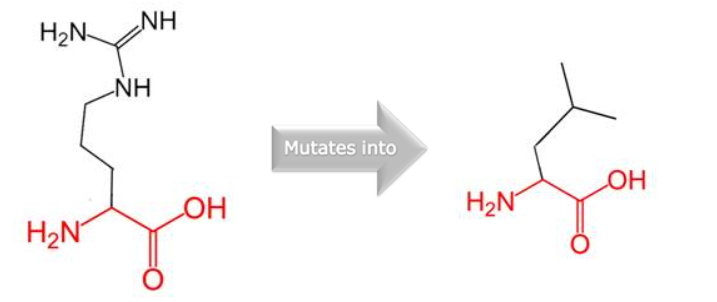 H₂N
NH
NH
H₂N
OH
O
Mutates into
H₂N
OH
O